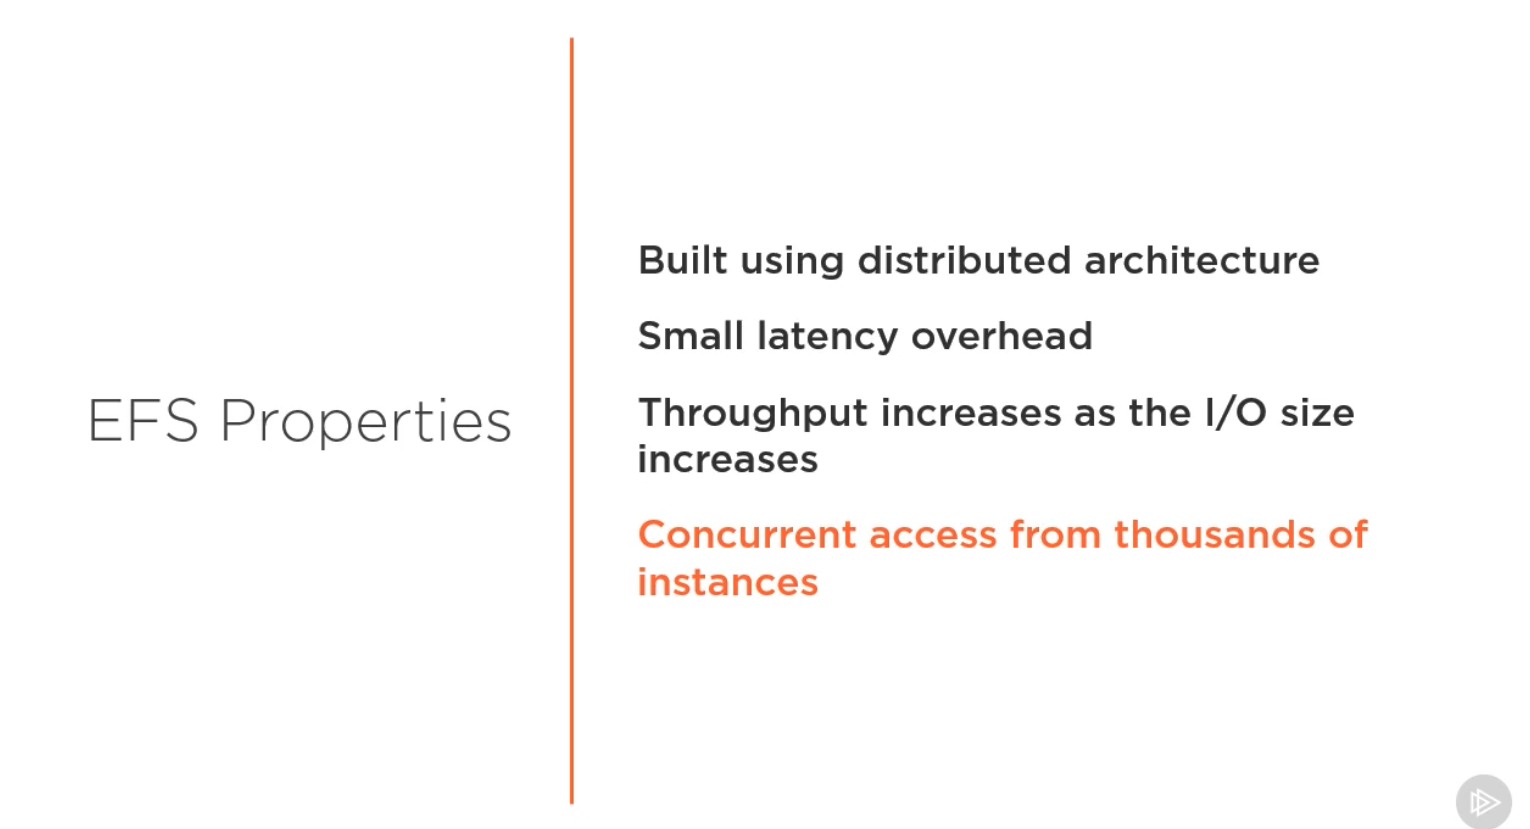 EFS Properties
Built using distributed architecture
Small latency overhead
Throughput increases as the I/O size
increases
Concurrent access from thousands of
instances